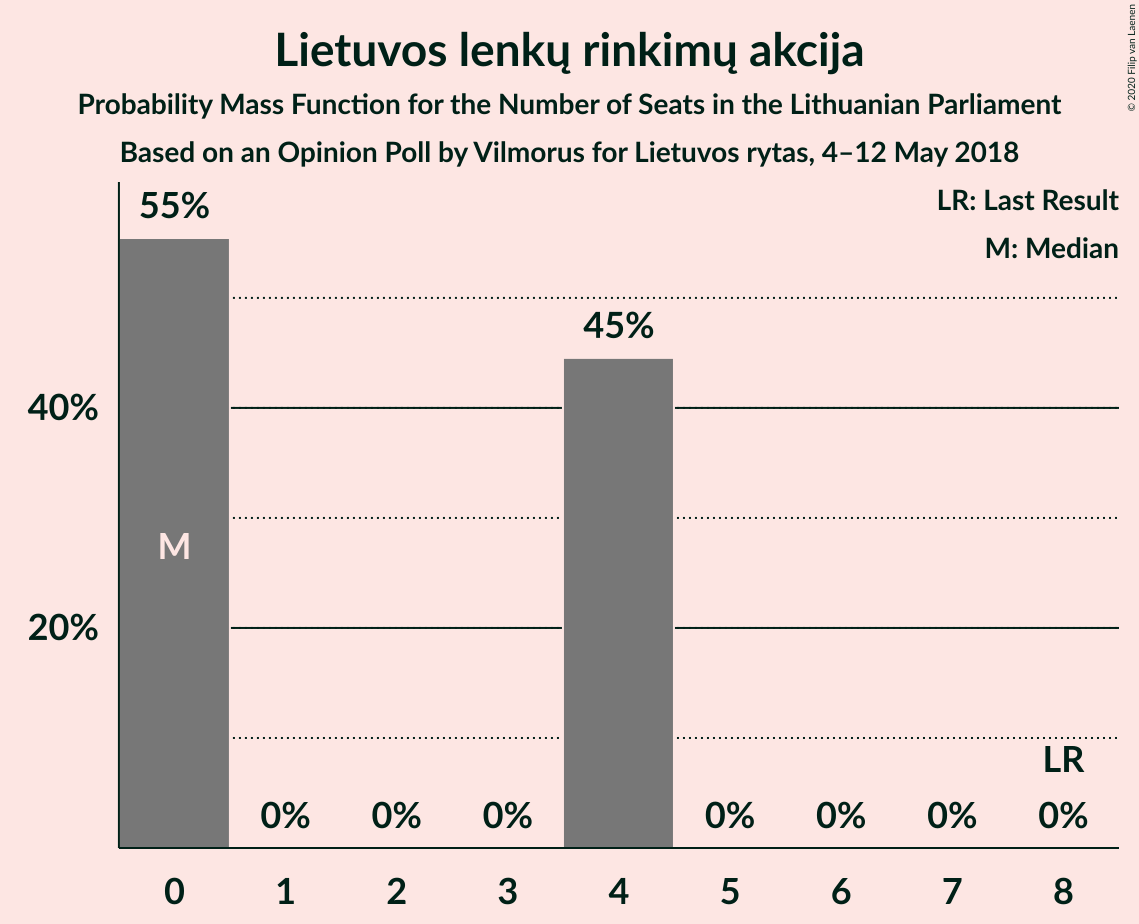 Lietuvos lenkų rinkimų akcija
Probability Mass Function for the Number of Seats in the Lithuanian Parliament
Based on an Opinion Poll by Vilmorus for Lietuvos rytas, 4–12 May 2018
© 2020 Filip van Laenen
LR: Last Result
M: Median
55%
45%
40%
M
20%
LR
0% 0% 0% 0% 0% 0% 0%
0 1 2 3 4 5 6 7 8